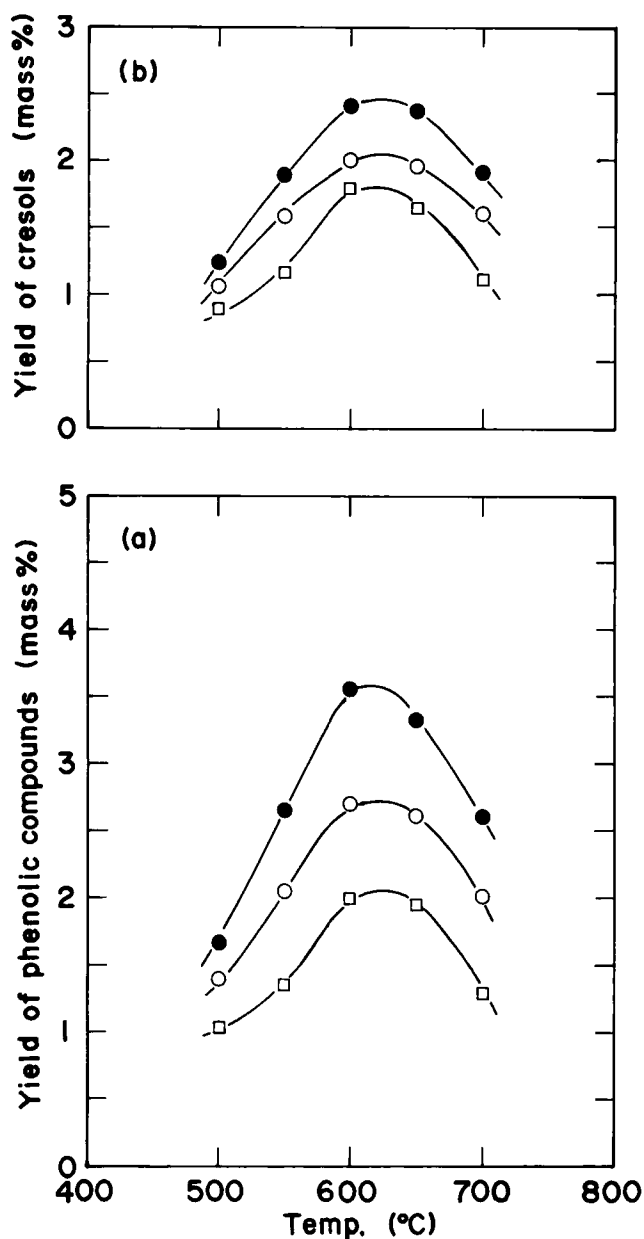 3
(b)
2
1
0
Yield of cresols (mass%)
5
(a)
4
3
2
1
0
Yield of phenolic compounds (mass%)
400 500 600 700 800
Temp. (°C)